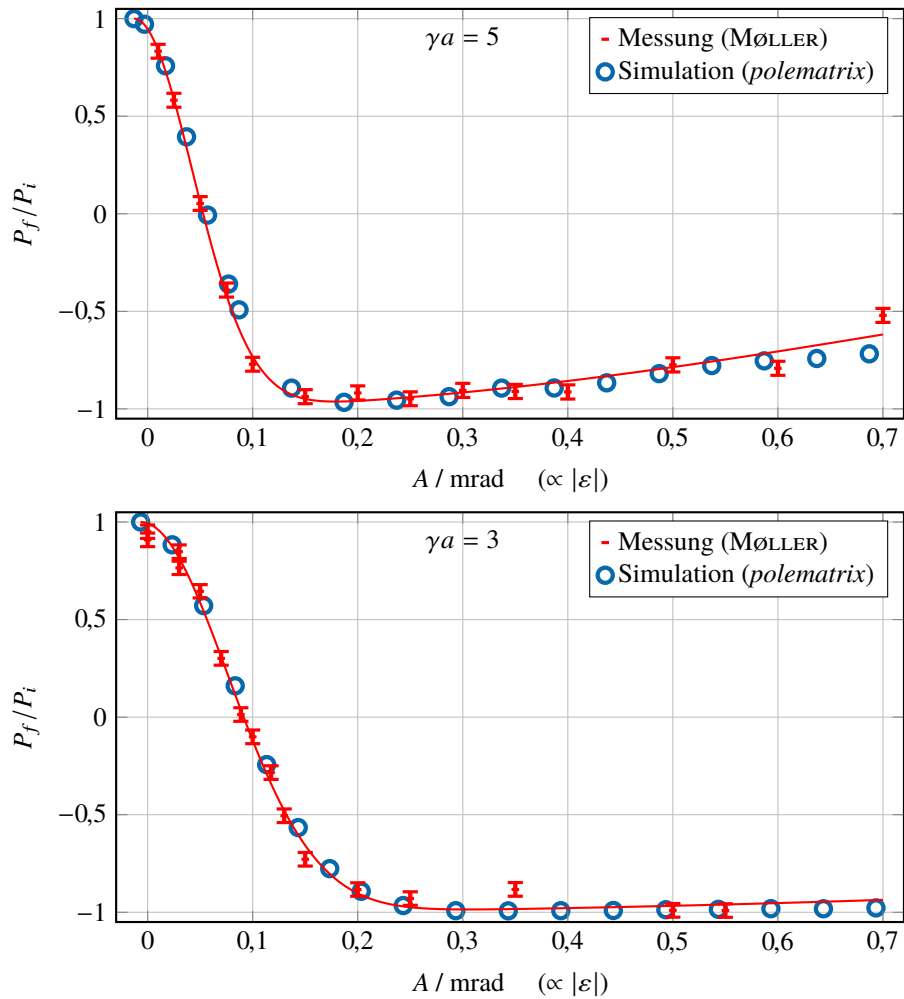 γa = 5
Messung (MØLLER)
Simulation (polematrix)
P_f/P_i
1
0,5
0
−0,5
−1
0 0,1 0,2 0,3 0,4 0,5 0,6 0,7
A / mrad (∝ |ε|)
γa = 3
Messung (MØLLER)
Simulation (polematrix)
P_f/P_i
1
0,5
0
−0,5
−1
0 0,1 0,2 0,3 0,4 0,5 0,6 0,7
A / mrad (∝ |ε|)